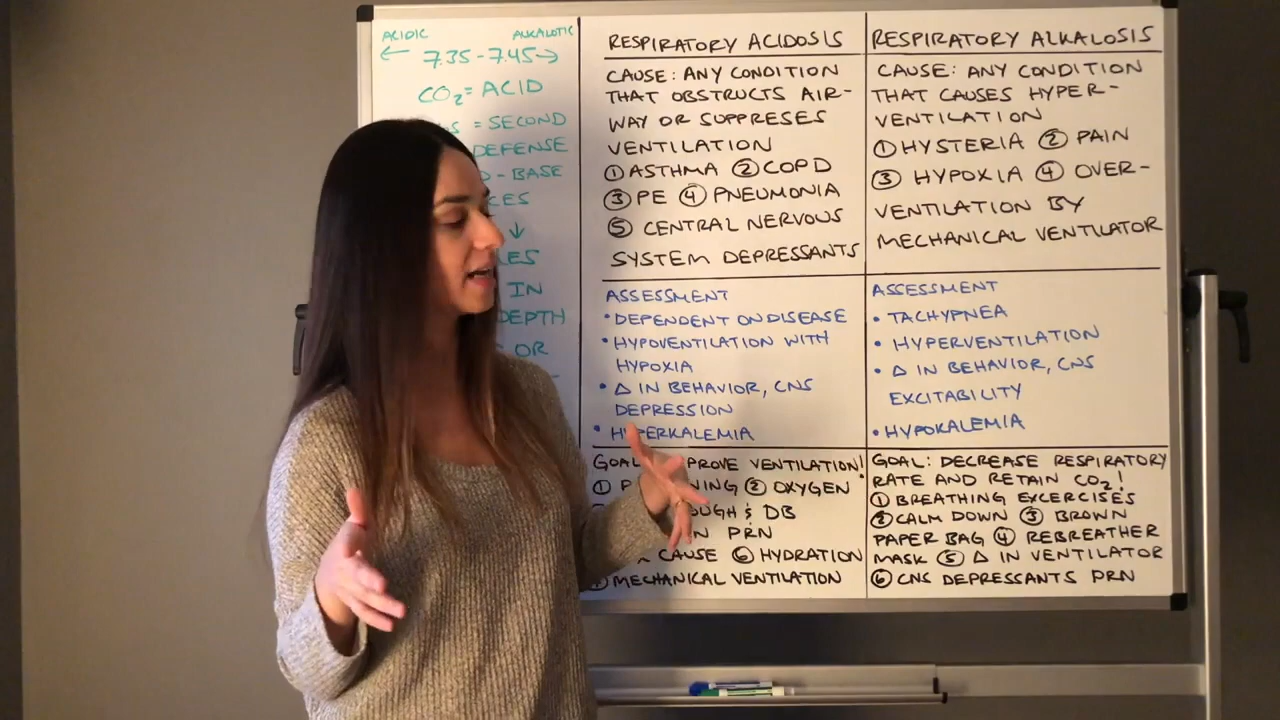 ACIDIC ALKALOTIC
← 7.35-7.45 →
CO2 = ACID
= SECOND
DEFENSE
- BASE
↓
IN
DEPTH
OR
RESPIRATORY ACIDOSIS
CAUSE: ANY CONDITION
THAT OBSTRUCTS AIR-
WAY OR SUPPRESES
VENTILATION
① ASTHMA ② COPD
③ PE ④ PNEUMONIA
⑤ CENTRAL NERVOUS
SYSTEM DEPRESSANTS
ASSESSMENT
• DEPENDENT ON DISEASE
• HYPOVENTILATION WITH
HYPOXIA
• Δ IN BEHAVIOR, CNS
DEPRESSION
• HYPERKALEMIA
GOAL: VENTILATION!
① ② OXYGEN
& DB
PRN
CAUSE ⑥ HYDRATION
MECHANICAL VENTILATION
RESPIRATORY ALKALOSIS
CAUSE: ANY CONDITION
THAT CAUSES HYPER-
VENTILATION
① HYSTERIA ② PAIN
③ HYPOXIA ④ OVER-
VENTILATION BY
MECHANICAL VENTILATOR
ASSESSMENT
• TACHYPNEA
• HYPERVENTILATION
• Δ IN BEHAVIOR, CNS
EXCITABILITY
• HYPOKALEMIA
GOAL: DECREASE RESPIRATORY
RATE AND RETAIN CO2!
① BREATHING EXCERCISES
② CALM DOWN ③ BROWN
PAPER BAG ④ REBREATHER
MASK ⑤ Δ IN VENTILATOR
⑥ CNS DEPRESSANTS PRN